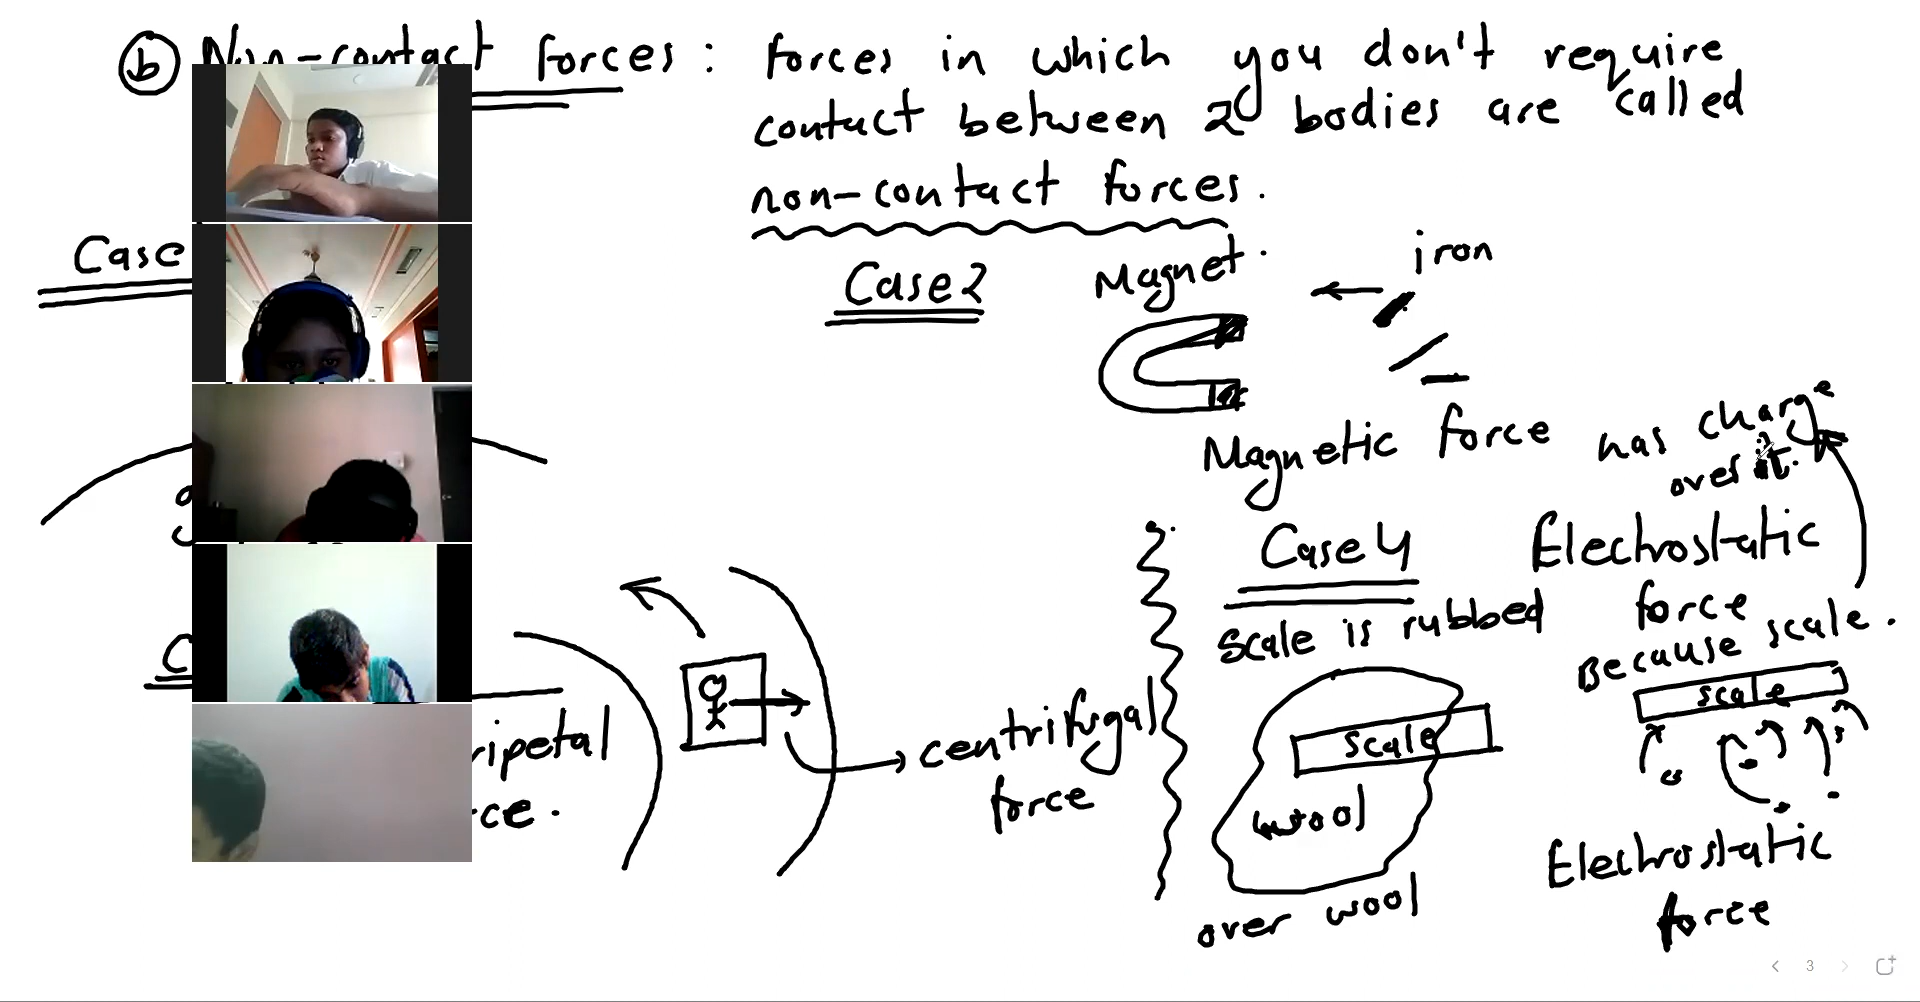 b Non-contact forces: forces in which you don't require
contact between 2 bodies are called
non-contact forces.
Case
Case 2
Magnet.
iron
Magnetic force
has charge
over it.
Case 4
Electrostatic
force
scale is rubbed
Because scale.
scale
scale
wool
over wool
Electrostatic
force
ripetal
ce.
centrifugal
force
3